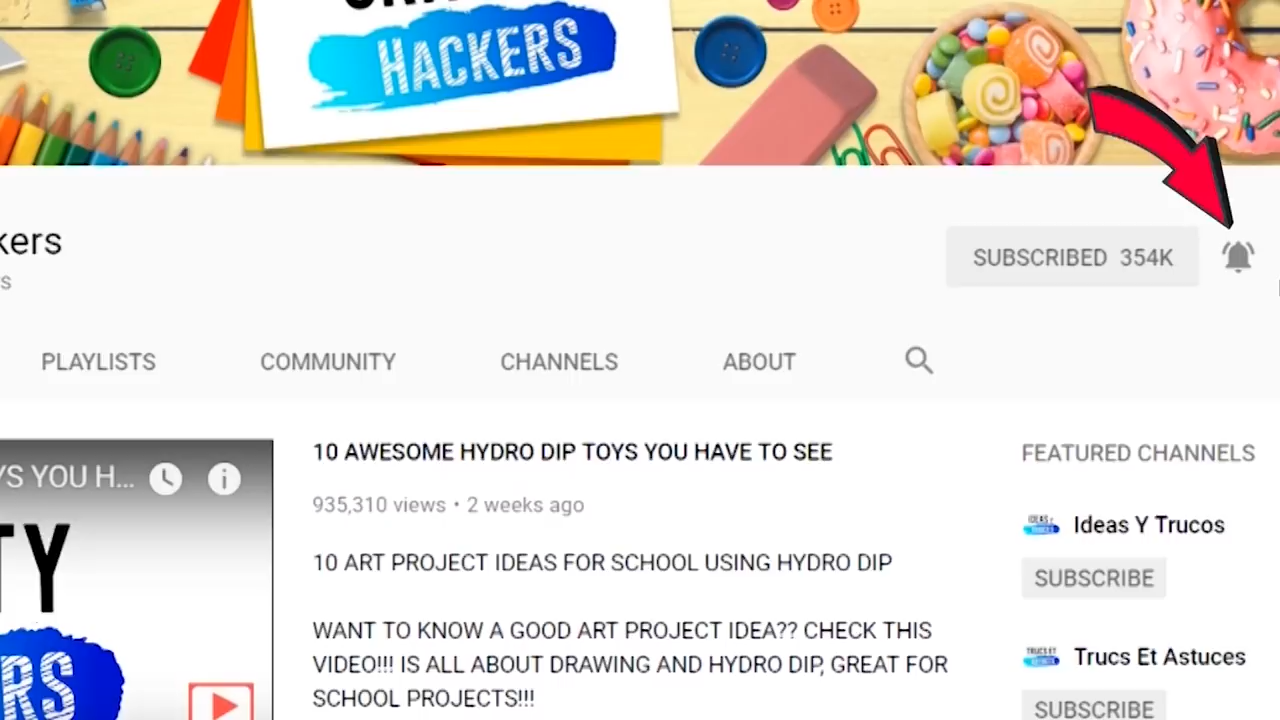 HACKERS
kers
s
SUBSCRIBED 354K
PLAYLISTS
COMMUNITY
CHANNELS
ABOUT
YS YOU H...
TY
RS
10 AWESOME HYDRO DIP TOYS YOU HAVE TO SEE
935,310 views • 2 weeks ago
10 ART PROJECT IDEAS FOR SCHOOL USING HYDRO DIP
WANT TO KNOW A GOOD ART PROJECT IDEA?? CHECK THIS
VIDEO!!! IS ALL ABOUT DRAWING AND HYDRO DIP, GREAT FOR
SCHOOL PROJECTS!!!
FEATURED CHANNELS
Ideas Y Trucos
SUBSCRIBE
Trucs Et Astuces
SUBSCRIBE